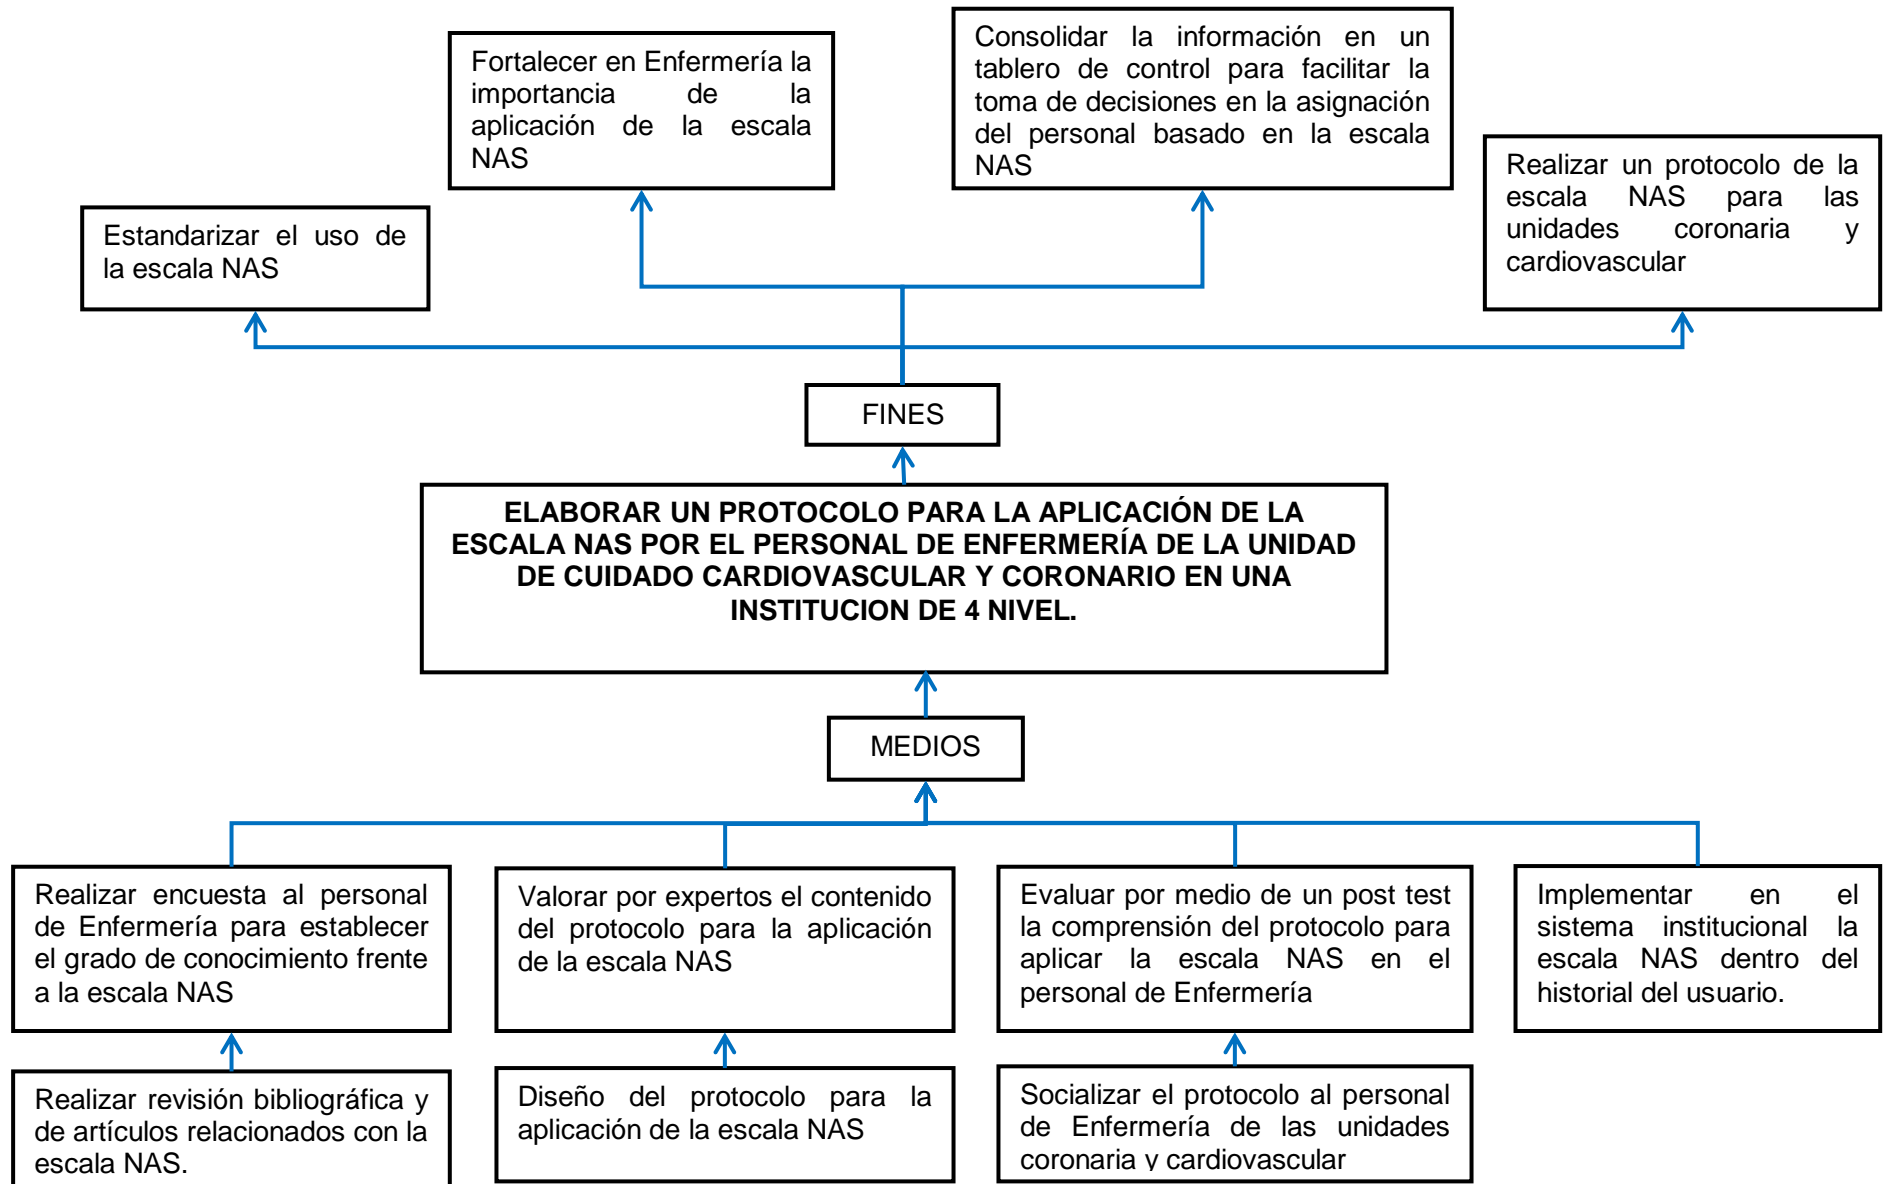 Fortalecer en Enfermería la
importancia de la
aplicación de la escala
NAS
Consolidar la información en un
tablero de control para facilitar la
toma de decisiones en la asignación
del personal basado en la escala
NAS
Realizar un protocolo de la
escala NAS para las
unidades coronaria y
cardiovascular
Estandarizar el uso de
la escala NAS
FINES
ELABORAR UN PROTOCOLO PARA LA APLICACIÓN DE LA
ESCALA NAS POR EL PERSONAL DE ENFERMERÍA DE LA UNIDAD
DE CUIDADO CARDIOVASCULAR Y CORONARIO EN UNA
INSTITUCION DE 4 NIVEL.
MEDIOS
Realizar encuesta al personal
de Enfermería para establecer
el grado de conocimiento frente
a la escala NAS
Valorar por expertos el contenido
del protocolo para la aplicación
de la escala NAS
Evaluar por medio de un post test
la comprensión del protocolo para
aplicar la escala NAS en el
personal de Enfermería
Implementar en el
sistema institucional la
escala NAS dentro del
historial del usuario.
Realizar revisión bibliográfica y
de artículos relacionados con la
escala NAS.
Diseño del protocolo para la
aplicación de la escala NAS
Socializar el protocolo al personal
de Enfermería de las unidades
coronaria y cardiovascular